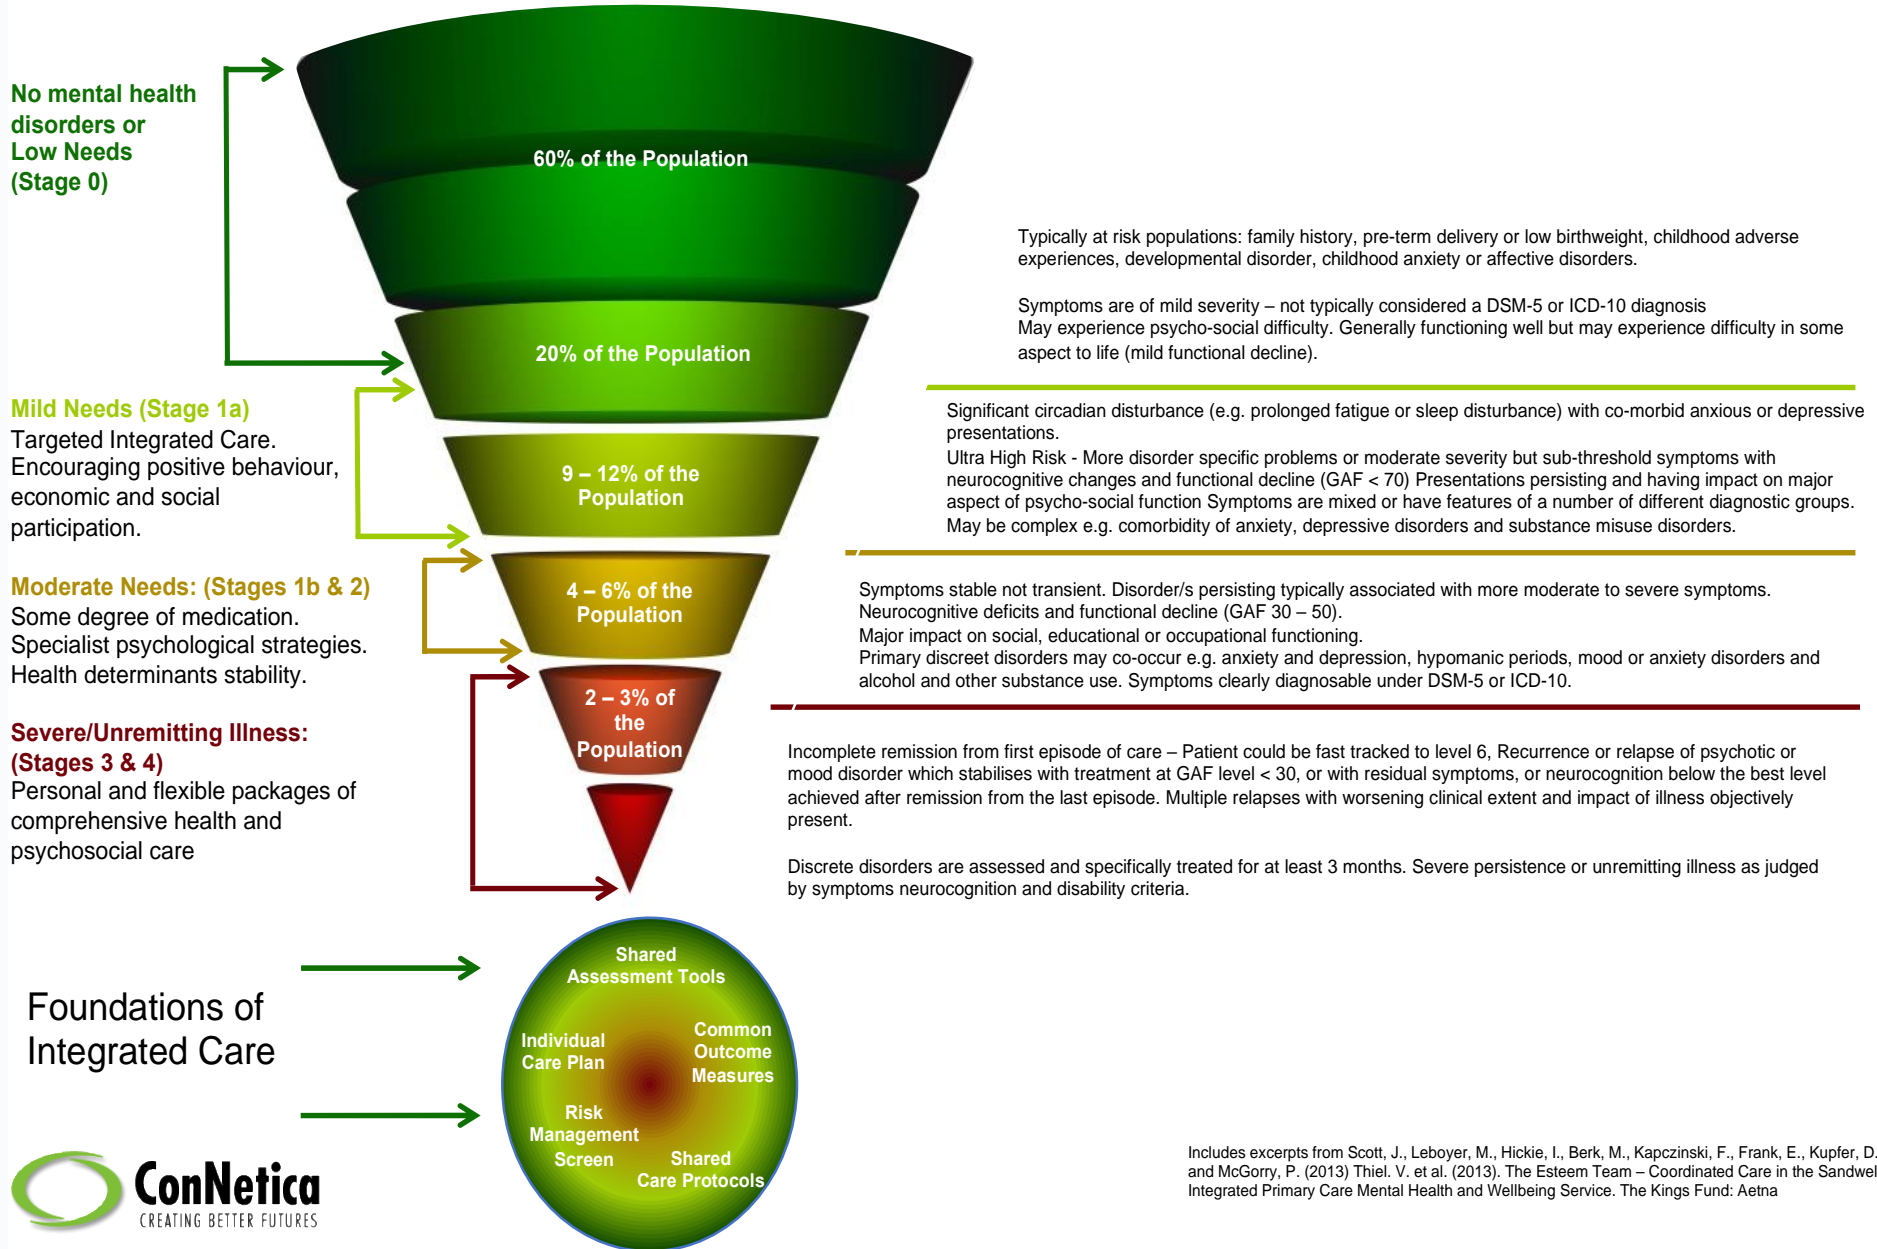 No mental health
disorders or
Low Needs
(Stage 0)
60% of the Population
20% of the Population
Typically at risk populations: family history, pre-term delivery or low birthweight, childhood adverse
experiences, developmental disorder, childhood anxiety or affective disorders.
Symptoms are of mild severity – not typically considered a DSM-5 or ICD-10 diagnosis
May experience psycho-social difficulty. Generally functioning well but may experience difficulty in some
aspect to life (mild functional decline).
Mild Needs (Stage 1a)
Targeted Integrated Care.
Encouraging positive behaviour,
economic and social
participation.
9 – 12% of the
Population
Significant circadian disturbance (e.g. prolonged fatigue or sleep disturbance) with co-morbid anxious or depressive
presentations.
Ultra High Risk - More disorder specific problems or moderate severity but sub-threshold symptoms with
neurocognitive changes and functional decline (GAF < 70) Presentations persisting and having impact on major
aspect of psycho-social function Symptoms are mixed or have features of a number of different diagnostic groups.
May be complex e.g. comorbidity of anxiety, depressive disorders and substance misuse disorders.
Moderate Needs: (Stages 1b & 2)
Some degree of medication.
Specialist psychological strategies.
Health determinants stability.
4 – 6% of the
Population
Symptoms stable not transient. Disorder/s persisting typically associated with more moderate to severe symptoms.
Neurocognitive deficits and functional decline (GAF 30 – 50).
Major impact on social, educational or occupational functioning.
Primary discreet disorders may co-occur e.g. anxiety and depression, hypomanic periods, mood or anxiety disorders and
alcohol and other substance use. Symptoms clearly diagnosable under DSM-5 or ICD-10.
Severe/Unremitting Illness:
(Stages 3 & 4)
Personal and flexible packages of
comprehensive health and
psychosocial care
2 – 3% of
the
Population
Incomplete remission from first episode of care – Patient could be fast tracked to level 6, Recurrence or relapse of psychotic or
mood disorder which stabilises with treatment at GAF level < 30, or with residual symptoms, or neurocognition below the best level
achieved after remission from the last episode. Multiple relapses with worsening clinical extent and impact of illness objectively
present.
Discrete disorders are assessed and specifically treated for at least 3 months. Severe persistence or unremitting illness as judged
by symptoms neurocognition and disability criteria.
Foundations of
Integrated Care
Shared
Assessment Tools
Individual
Care Plan
Common
Outcome
Measures
Risk
Management
Screen
Shared
Care Protocols
ConNetica
CREATING BETTER FUTURES
Includes excerpts from Scott, J., Leboyer, M., Hickie, I., Berk, M., Kapczinski, F., Frank, E., Kupfer, D.
and McGorry, P. (2013) Thiel. V. et al. (2013). The Esteem Team – Coordinated Care in the Sandwel
Integrated Primary Care Mental Health and Wellbeing Service. The Kings Fund: Aetna